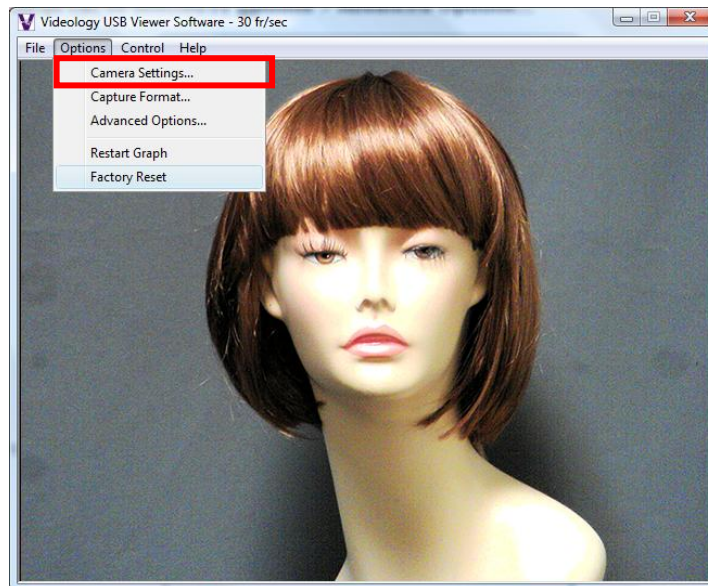 Videology USB Viewer Software - 30 fr/sec
File Options Control Help
Camera Settings...
Capture Format...
Advanced Options...
Restart Graph
Factory Reset